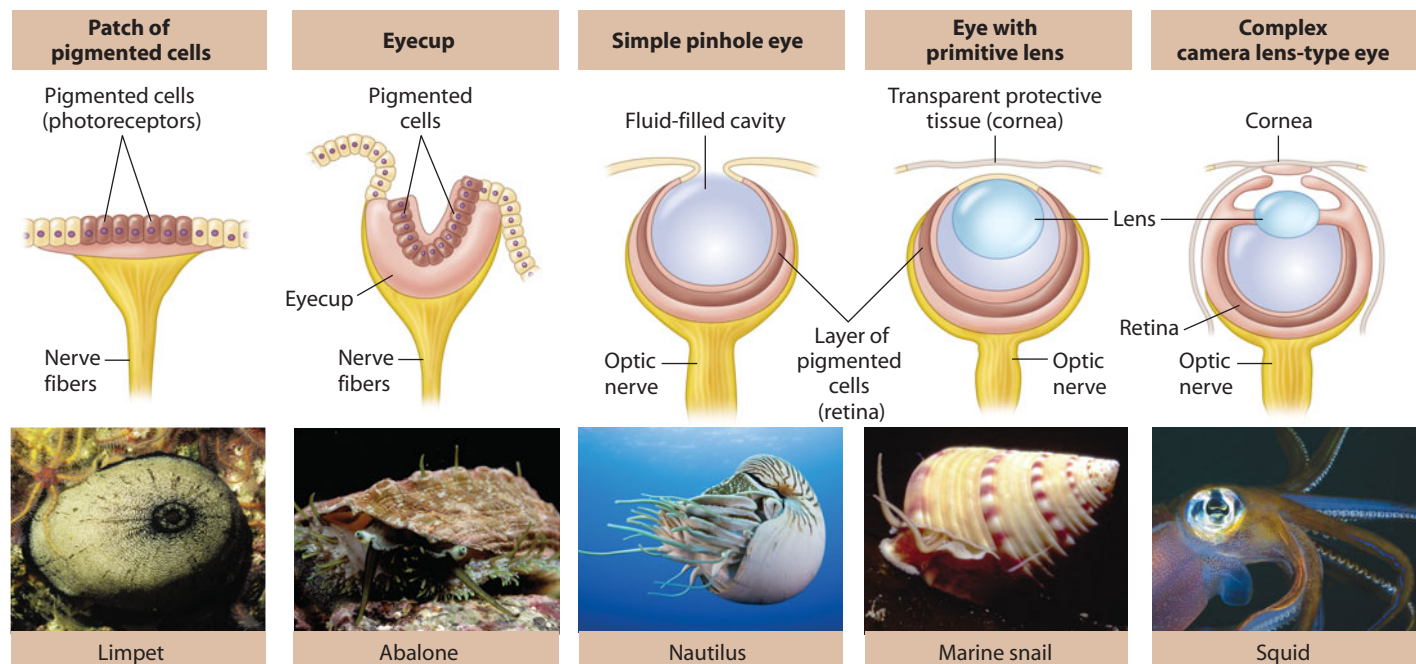 Patch of
pigmented cells
Eyecup
Simple pinhole eye
Eye with
primitive lens
Complex
camera lens-type eye
Pigmented cells
(photoreceptors)
Nerve
fibers
Pigmented
cells
Eyecup
Nerve
fibers
Fluid-filled cavity
Optic
nerve
Layer of
pigmented
cells
(retina)
Transparent protective
tissue (cornea)
Lens
Optic
nerve
Cornea
Retina
Optic
nerve
Limpet
Abalone
Nautilus
Marine snail
Squid